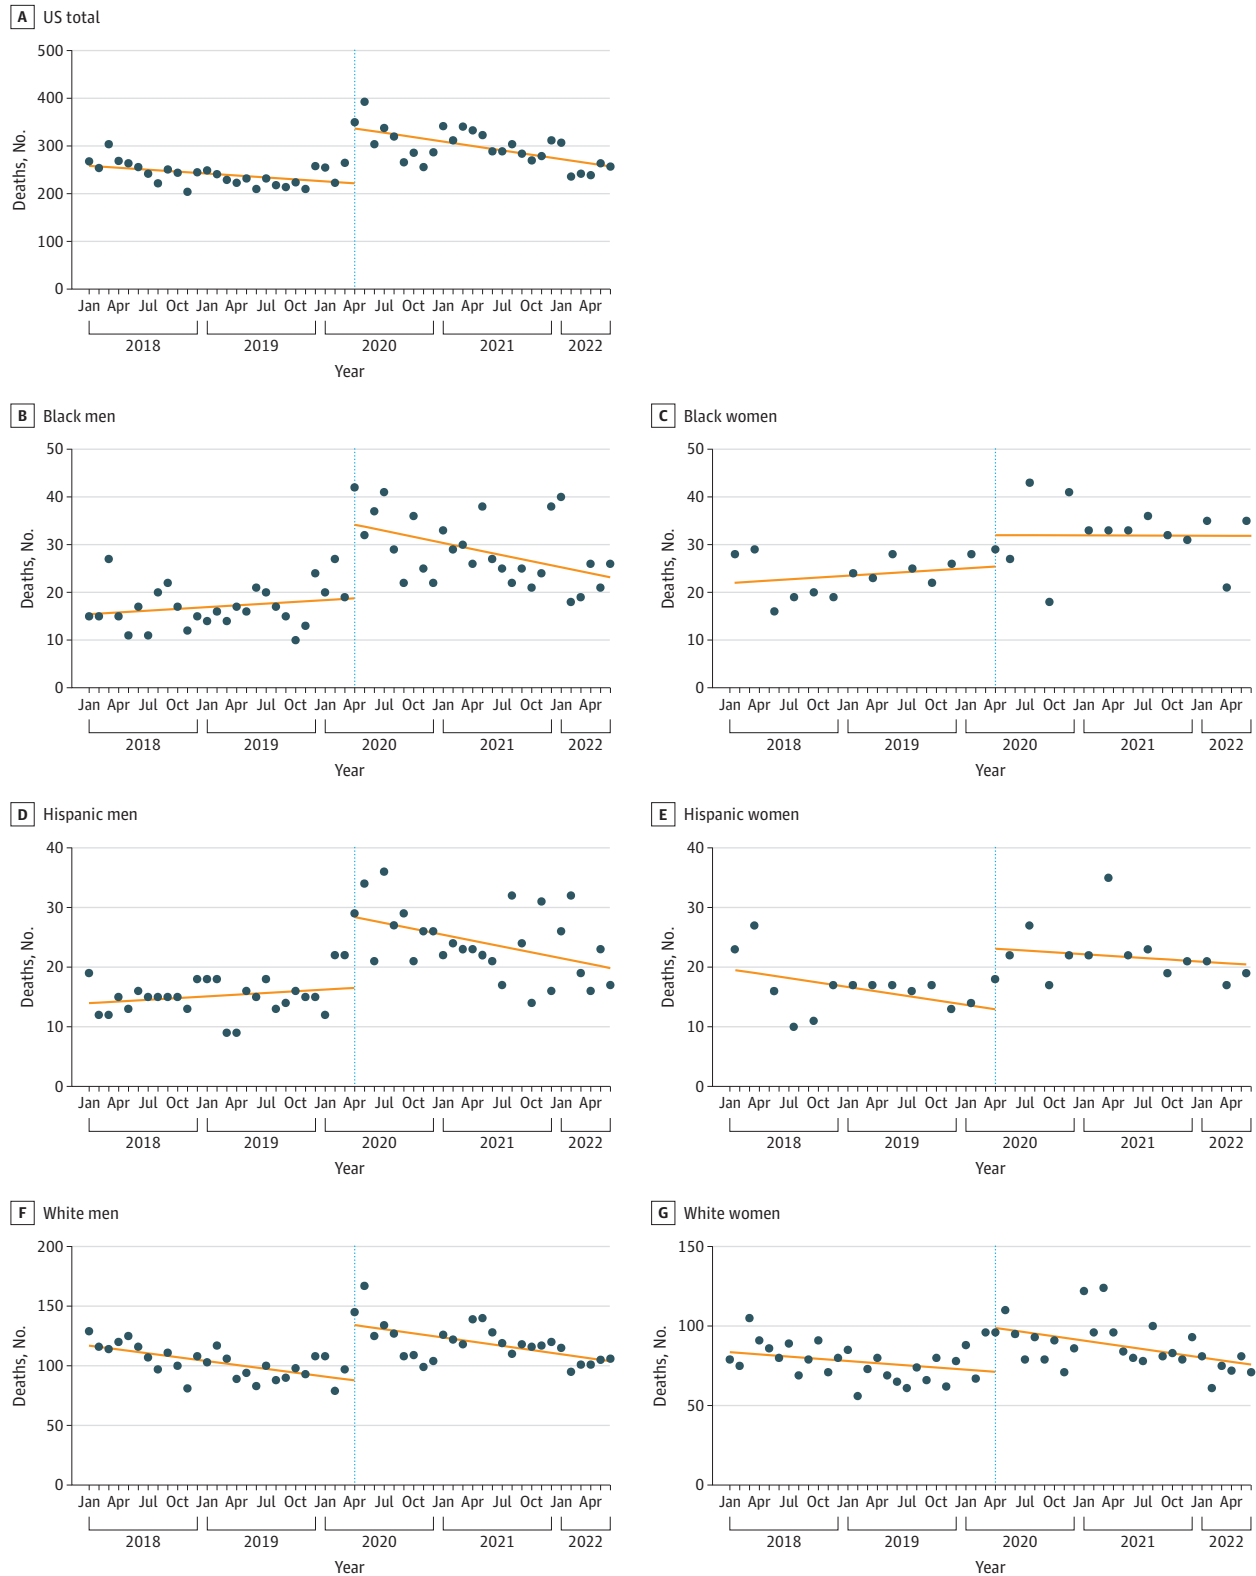 A US total
500
400
300
200
100
0
Deaths, No.
Jan Apr Jul Oct Jan Apr Jul Oct Jan Apr Jul Oct Jan Apr Jul Oct Jan Apr
2018 2019 2020 2021 2022
Year
B Black men
50
40
30
20
10
0
Deaths, No.
Jan Apr Jul Oct Jan Apr Jul Oct Jan Apr Jul Oct Jan Apr Jul Oct Jan Apr
2018 2019 2020 2021 2022
Year
C Black women
50
40
30
20
10
0
Deaths, No.
Jan Apr Jul Oct Jan Apr Jul Oct Jan Apr Jul Oct Jan Apr Jul Oct Jan Apr
2018 2019 2020 2021 2022
Year
D Hispanic men
40
30
20
10
0
Deaths, No.
Jan Apr Jul Oct Jan Apr Jul Oct Jan Apr Jul Oct Jan Apr Jul Oct Jan Apr
2018 2019 2020 2021 2022
Year
E Hispanic women
40
30
20
10
0
Deaths, No.
Jan Apr Jul Oct Jan Apr Jul Oct Jan Apr Jul Oct Jan Apr Jul Oct Jan Apr
2018 2019 2020 2021 2022
Year
F White men
200
150
100
50
0
Deaths, No.
Jan Apr Jul Oct Jan Apr Jul Oct Jan Apr Jul Oct Jan Apr Jul Oct Jan Apr
2018 2019 2020 2021 2022
Year
G White women
150
100
50
0
Deaths, No.
Jan Apr Jul Oct Jan Apr Jul Oct Jan Apr Jul Oct Jan Apr Jul Oct Jan Apr
2018 2019 2020 2021 2022
Year